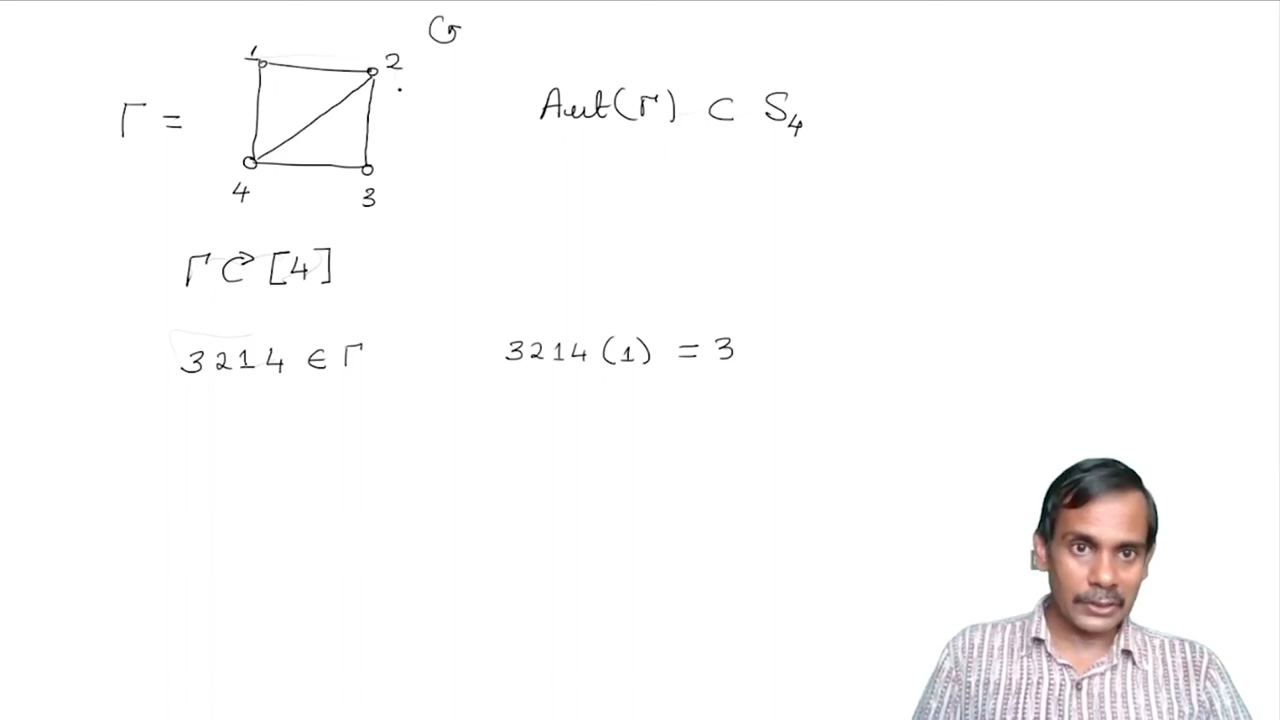 G
1 2
Γ =
Aut(Γ) ⊂ S₄
4 3
Γ ⊂ [4]
3214 ∈ Γ
3214 (1) = 3